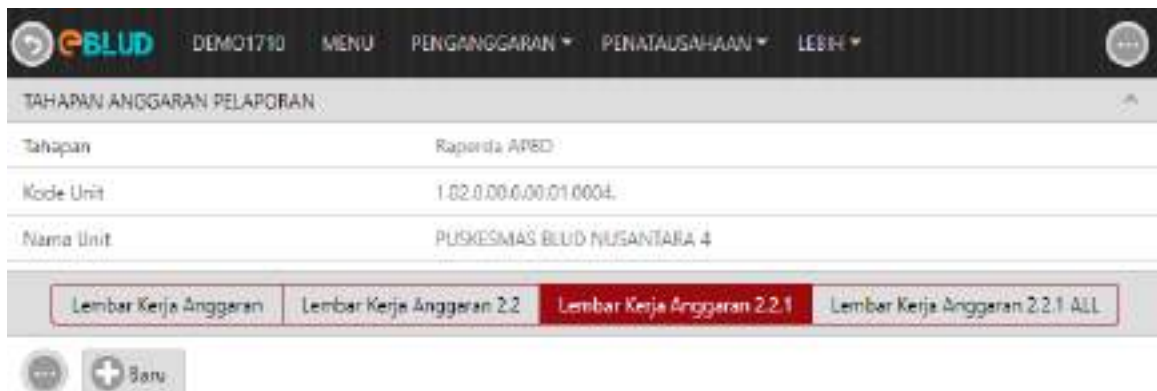 eBLUD DEMO1710 MENU PENGANGGARAN PENATAUSAHAAN LEBIH
TAHAPAN ANGGARAN PELAPORAN
Tahapan Raperda APBD
Kode Unit 1.02.0.00.0.00.01.0004.
Nama Unit PUSKESMAS BLUD NUSANTARA 4
Lembar Kerja Anggaran Lembar Kerja Anggaran 2.2 Lembar Kerja Anggaran 2.2.1 Lembar Kerja Anggaran 2.2.1 ALL
Baru